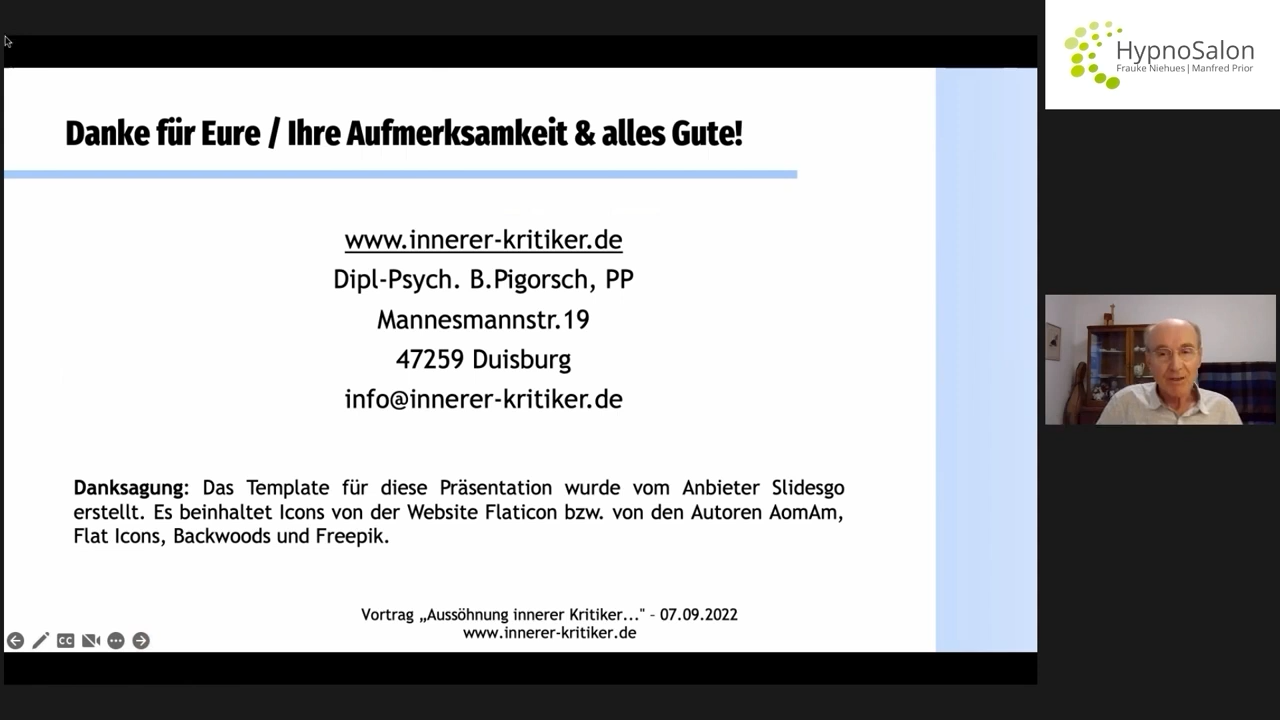 HypnoSalon
Frauke Niehues | Manfred Prior
Danke für Eure / Ihre Aufmerksamkeit & alles Gute!
www.innerer-kritiker.de
Dipl-Psych. B.Pigorsch, PP
Mannesmannstr.19
47259 Duisburg
info@innerer-kritiker.de
Danksagung: Das Template für diese Präsentation wurde vom Anbieter Slidesgo
erstellt. Es beinhaltet Icons von der Website Flaticon bzw. von den Autoren AomAm,
Flat Icons, Backwoods und Freepik.
Vortrag „Aussöhnung innerer Kritiker..." - 07.09.2022
www.innerer-kritiker.de
CC